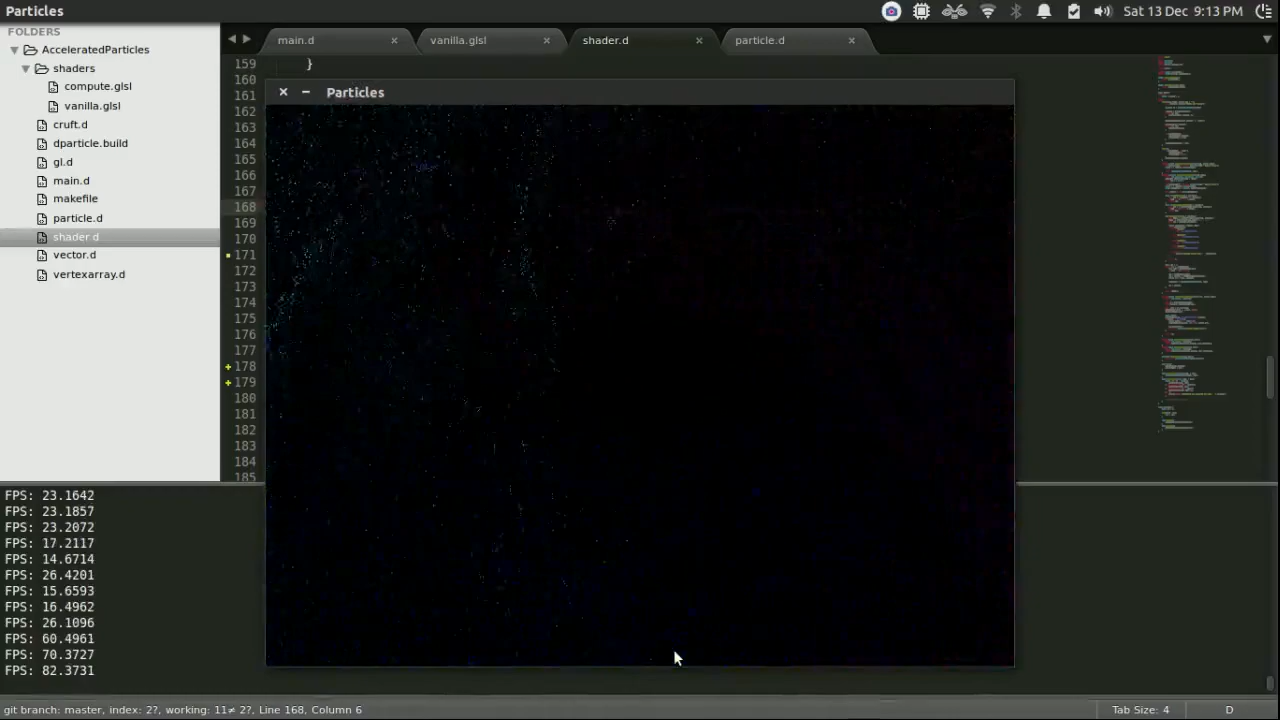 Particles
Sat 13 Dec 9:13 PM
FOLDERS
AcceleratedParticles
shaders
compute.glsl
vanilla.glsl
cruft.d
dparticle.build
gl.d
main.d
makefile
particle.d
shader.d
vector.d
vertexarray.d
main.d
vanilla.glsl
shader.d
particle.d
159 }
160
161
162
163
164
165
166
167
168
169
170
171
172
173
174
175
176
177
178
179
180
181
182
183
184
185
Particles
FPS: 23.1642
FPS: 23.1857
FPS: 23.2072
FPS: 17.2117
FPS: 14.6714
FPS: 26.4201
FPS: 15.6593
FPS: 16.4962
FPS: 26.1096
FPS: 60.4961
FPS: 70.3727
FPS: 82.3731
git branch: master, index: 2?, working: 11≠ 2?, Line 168, Column 6
Tab Size: 4
D